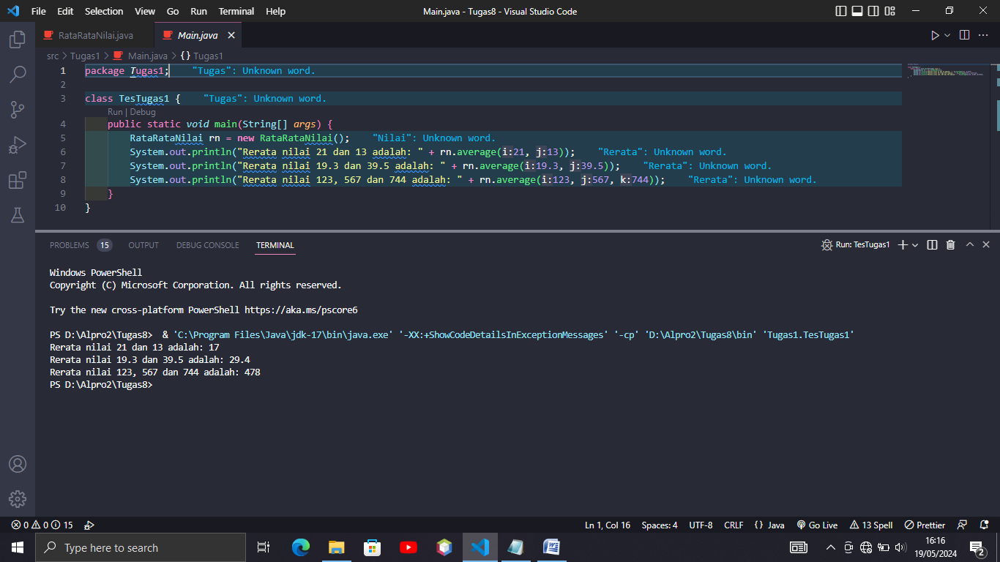 File Edit Selection View Go Run Terminal Help Main.java - Tugas8 - Visual Studio Code
RataRataNilai.java Main.java
src > Tugas1 > Main.java > {} Tugas1
1 package Tugas1; "Tugas": Unknown word.
2
3 class TesTugas1 { "Tugas": Unknown word.
Run | Debug
4 public static void main(String[] args) {
5 RataRataNilai rn = new RataRataNilai(); "Nilai": Unknown word.
6 System.out.println("Rerata nilai 21 dan 13 adalah: " + rn.average(i:21, j:13)); "Rerata": Unknown word.
7 System.out.println("Rerata nilai 19.3 dan 39.5 adalah: " + rn.average(i:19.3, j:39.5)); "Rerata": Unknown word.
8 System.out.println("Rerata nilai 123, 567 dan 744 adalah: " + rn.average(i:123, j:567, k:744)); "Rerata": Unknown word.
9 }
10 }
PROBLEMS 15 OUTPUT DEBUG CONSOLE TERMINAL Run: TesTugas1
Windows PowerShell
Copyright (C) Microsoft Corporation. All rights reserved.
Try the new cross-platform PowerShell https://aka.ms/pscore6
PS D:\Alpro2\Tugas8> & 'C:\Program Files\Java\jdk-17\bin\java.exe' '-XX:+ShowCodeDetailsInExceptionMessages' '-cp' 'D:\Alpro2\Tugas8\bin' 'Tugas1.TesTugas1'
Rerata nilai 21 dan 13 adalah: 17
Rerata nilai 19.3 dan 39.5 adalah: 29.4
Rerata nilai 123, 567 dan 744 adalah: 478
PS D:\Alpro2\Tugas8>
0 0 15 Ln 1, Col 16 Spaces: 4 UTF-8 CRLF {} Java Go Live 13 Spell Prettier
Type here to search 16:16
19/05/2024 2